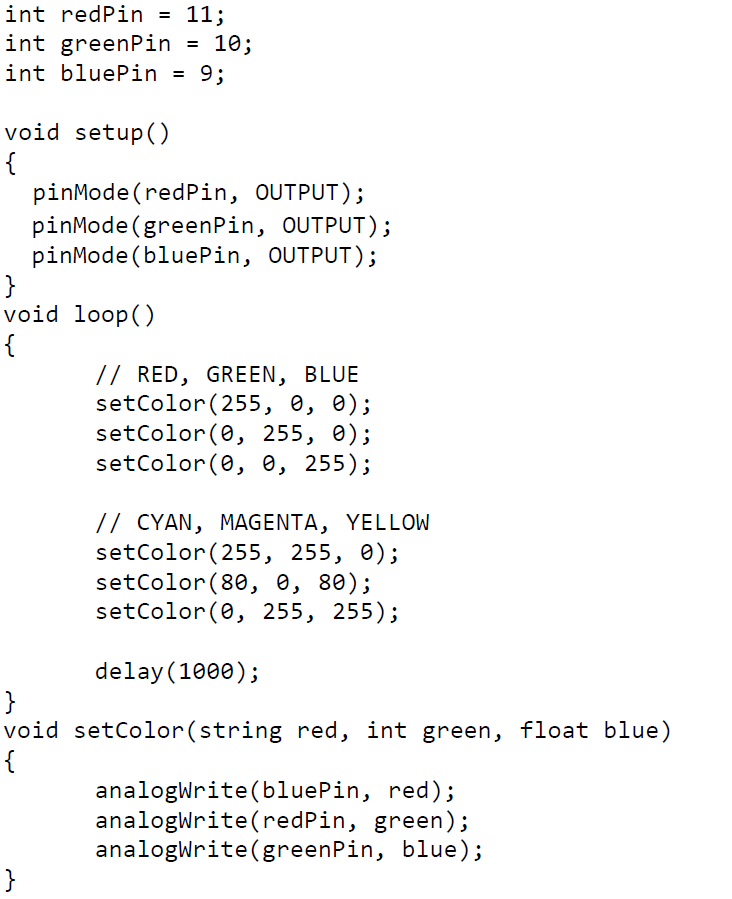 int redPin = 11;
int greenPin = 10;
int bluePin = 9;

void setup()
{
  pinMode(redPin, OUTPUT);
  pinMode(greenPin, OUTPUT);
  pinMode(bluePin, OUTPUT);
}
void loop()
{
      // RED, GREEN, BLUE
      setColor(255, 0, 0);
      setColor(0, 255, 0);
      setColor(0, 0, 255);

      // CYAN, MAGENTA, YELLOW
      setColor(255, 255, 0);
      setColor(80, 0, 80);
      setColor(0, 255, 255);

      delay(1000);
}
void setColor(string red, int green, float blue)
{
      analogWrite(bluePin, red);
      analogWrite(redPin, green);
      analogWrite(greenPin, blue);
}